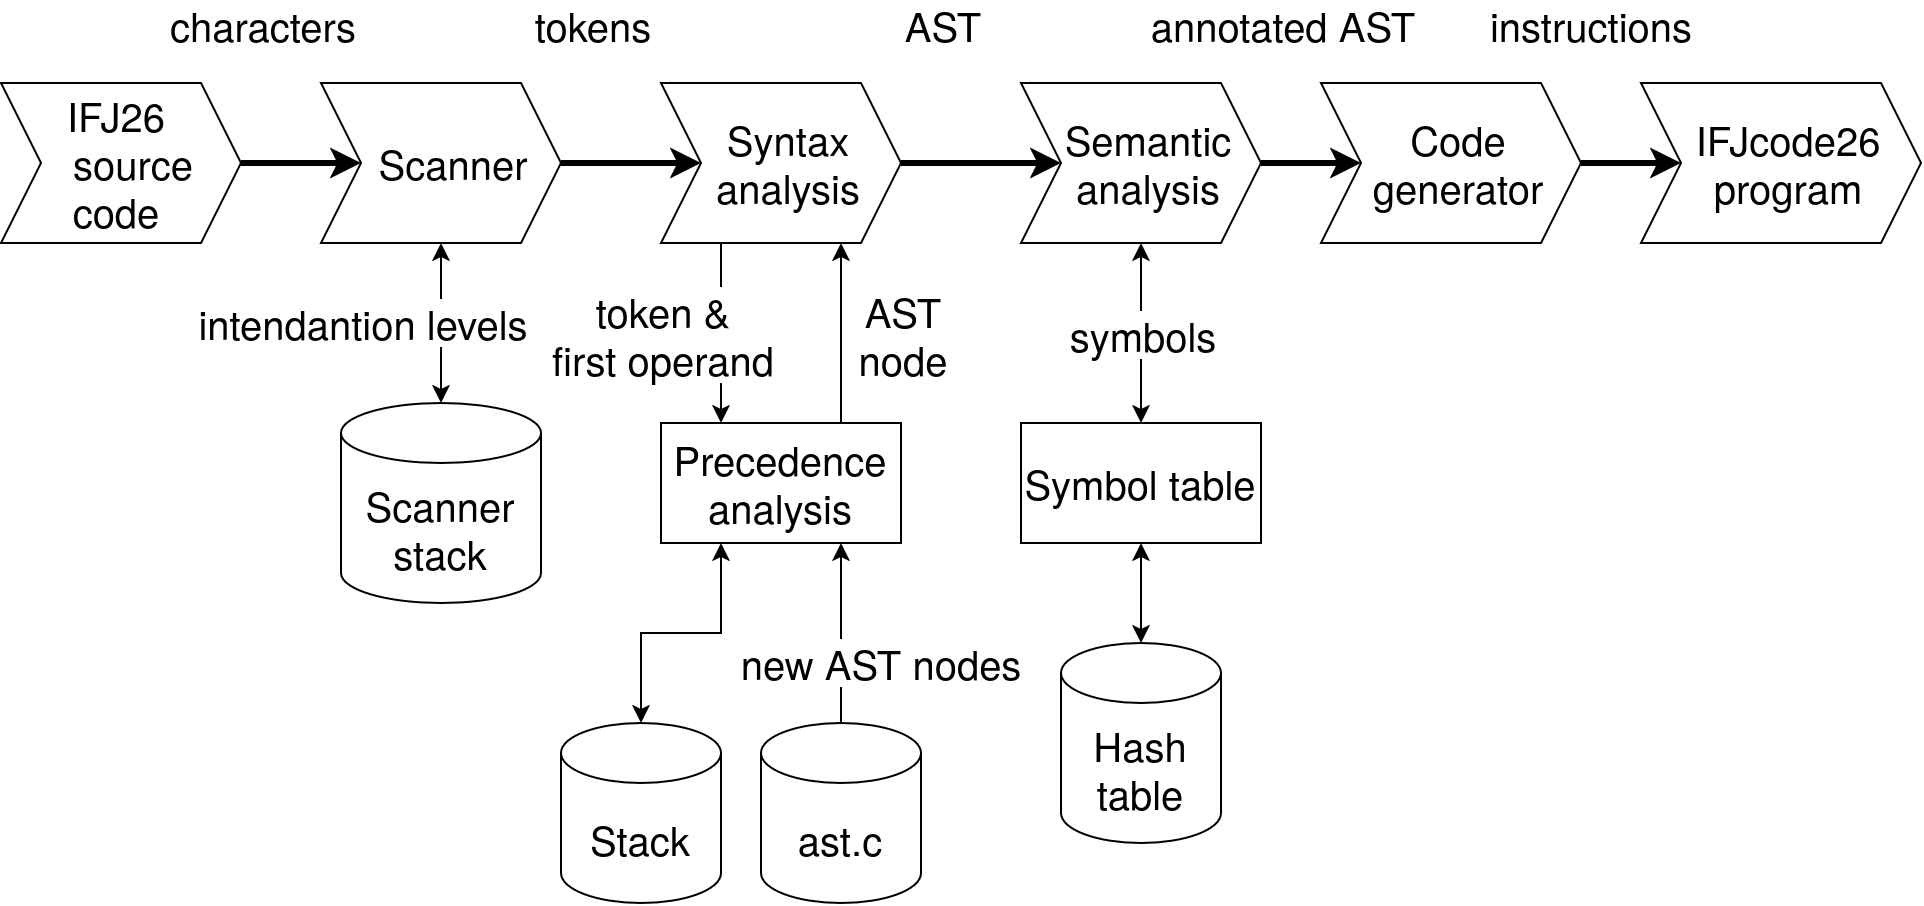 characters
tokens
AST
annotated AST
instructions
IFJ26
source
code
Scanner
Syntax
analysis
Semantic
analysis
Code
generator
IFJcode26
program
intendantion levels
token &
first operand
AST
node
symbols
Scanner
stack
Precedence
analysis
Symbol table
new AST nodes
Stack
ast.c
Hash
table